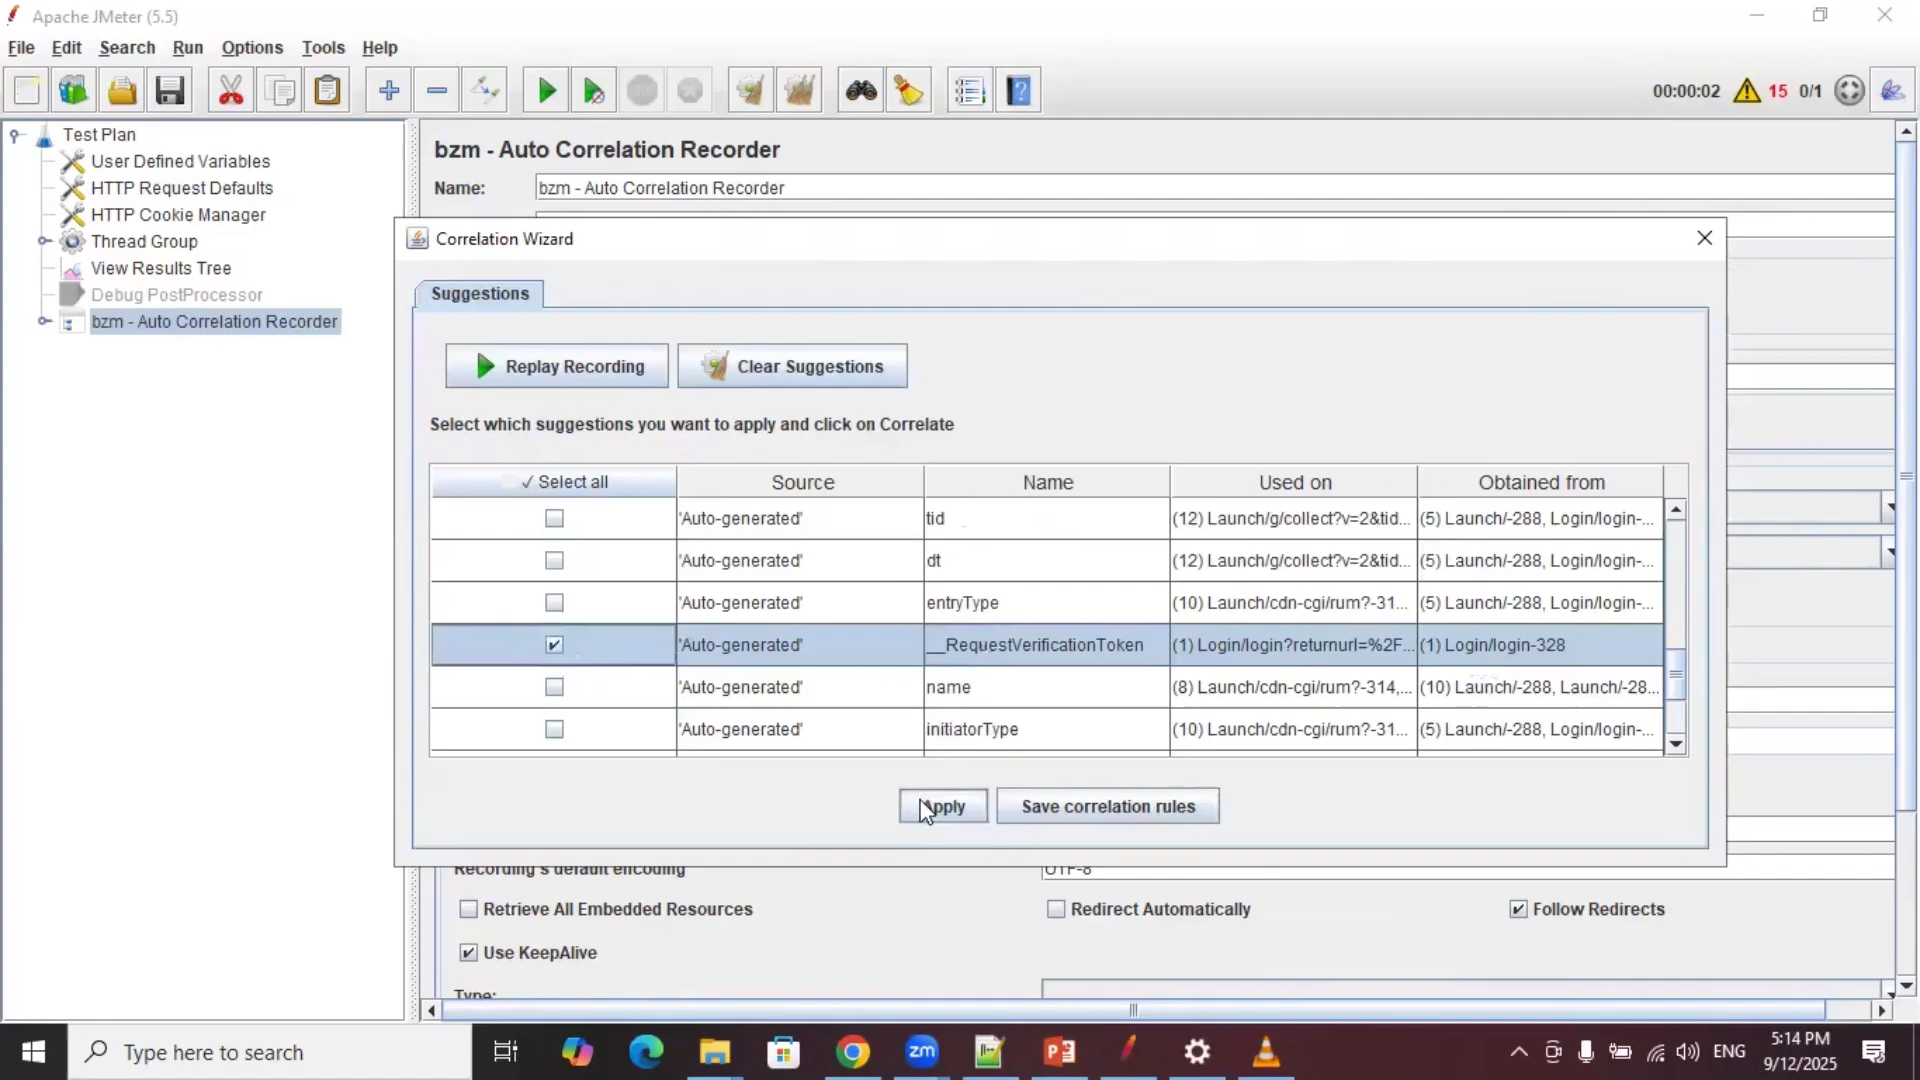 Apache JMeter (5.5)
File Edit Search Run Options Tools Help
00:00:02 15 0/1
Test Plan
User Defined Variables
HTTP Request Defaults
HTTP Cookie Manager
Thread Group
View Results Tree
Debug PostProcessor
bzm - Auto Correlation Recorder
bzm - Auto Correlation Recorder
Name: bzm - Auto Correlation Recorder
Correlation Wizard
Suggestions
Replay Recording Clear Suggestions
Select which suggestions you want to apply and click on Correlate
✓ Select all Source Name Used on Obtained from
'Auto-generated' tid (12) Launch/g/collect?v=2&tid... (5) Launch/-288, Login/login-...
'Auto-generated' dt (12) Launch/g/collect?v=2&tid... (5) Launch/-288, Login/login-...
'Auto-generated' entryType (10) Launch/cdn-cgi/rum?-31... (5) Launch/-288, Login/login-...
'Auto-generated' __RequestVerificationToken (1) Login/login?returnurl=%2F... (1) Login/login-328
'Auto-generated' name (8) Launch/cdn-cgi/rum?-314,... (10) Launch/-288, Launch/-28...
'Auto-generated' initiatorType (10) Launch/cdn-cgi/rum?-31... (5) Launch/-288, Login/login-...
Apply Save correlation rules
Recording's default encoding UTF-8
Retrieve All Embedded Resources Redirect Automatically Follow Redirects
Use KeepAlive
Type:
Type here to search
zm
ENG
5:14 PM
9/12/2025